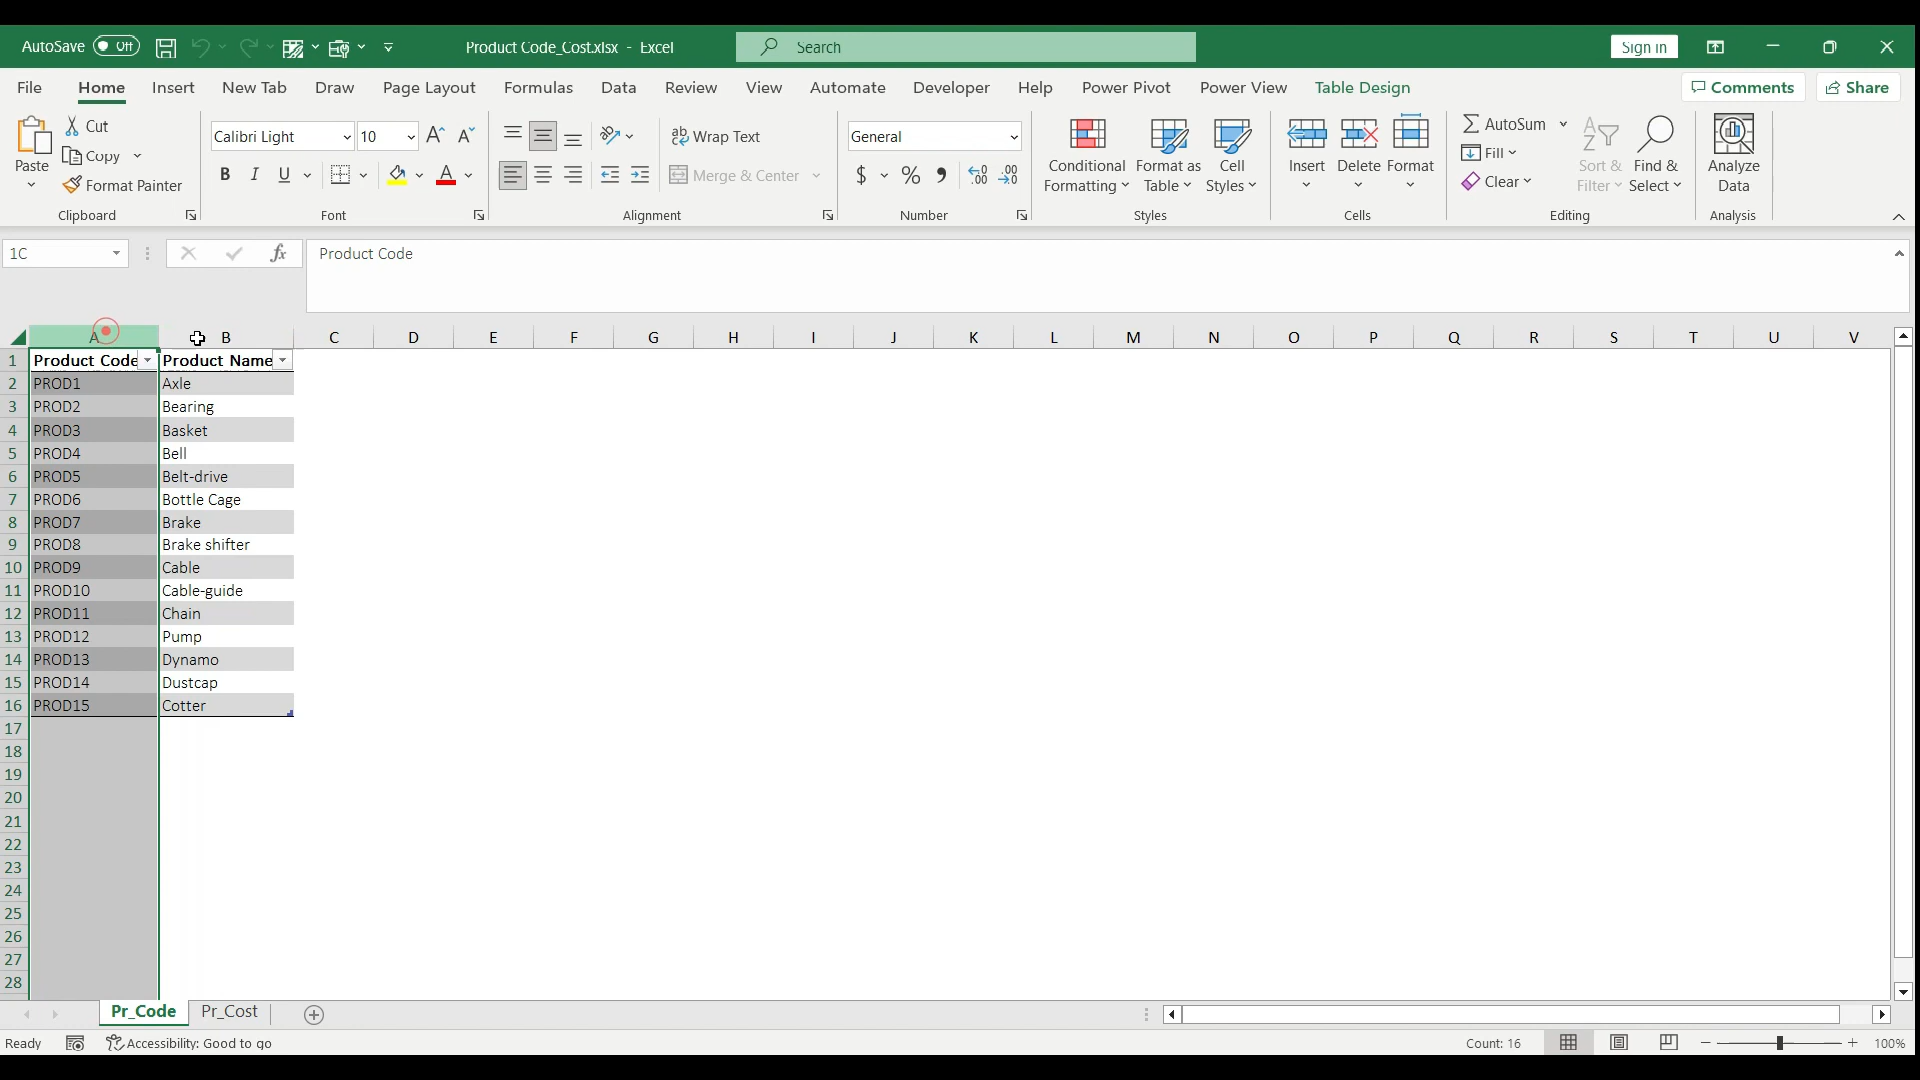 AutoSave Off Product Code_Cost.xlsx - Excel Search Sign in
File Home Insert New Tab Draw Page Layout Formulas Data Review View Automate Developer Help Power Pivot Power View Table Design Comments Share
Paste
Cut
Copy
Format Painter
Clipboard
Calibri Light 10
B I U A
Font
Wrap Text
Merge & Center
Alignment
General
$ % 9
Number
Conditional Formatting
Format as Table
Cell Styles
Styles
Insert
Delete
Format
Cells
AutoSum
Fill
Clear
Sort & Filter
Find & Select
Editing
Analyze Data
Analysis
1C fx Product Code
A B C D E F G H I J K L M N O P Q R S T U V
1 Product Code Product Name
2 PROD1 Axle
3 PROD2 Bearing
4 PROD3 Basket
5 PROD4 Bell
6 PROD5 Belt-drive
7 PROD6 Bottle Cage
8 PROD7 Brake
9 PROD8 Brake shifter
10 PROD9 Cable
11 PROD10 Cable-guide
12 PROD11 Chain
13 PROD12 Pump
14 PROD13 Dynamo
15 PROD14 Dustcap
16 PROD15 Cotter
17
18
19
20
21
22
23
24
25
26
27
28
Pr_Code Pr_Cost
Ready Accessibility: Good to go Count: 16 100%